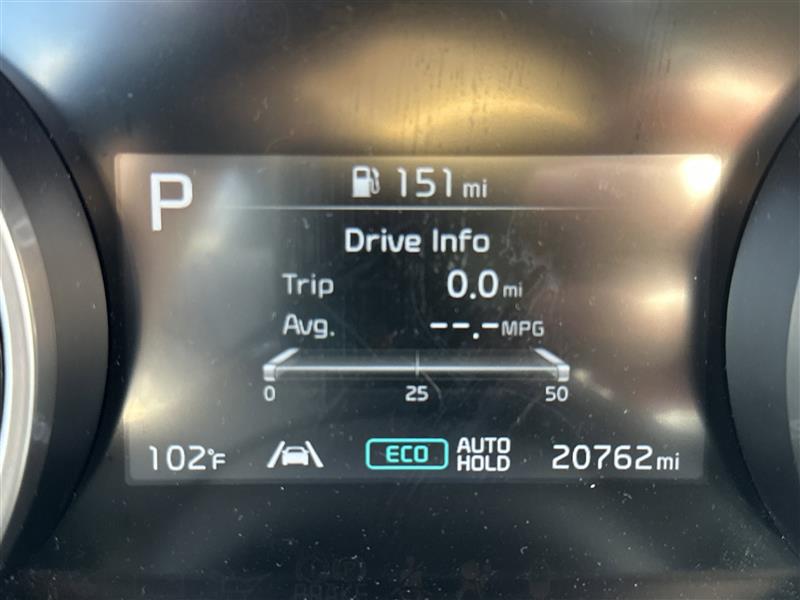 P 151 mi
Drive Info
Trip 0.0 mi
Avg. --.- MPG
0 25 50
102°F ECO AUTO HOLD 20762 mi